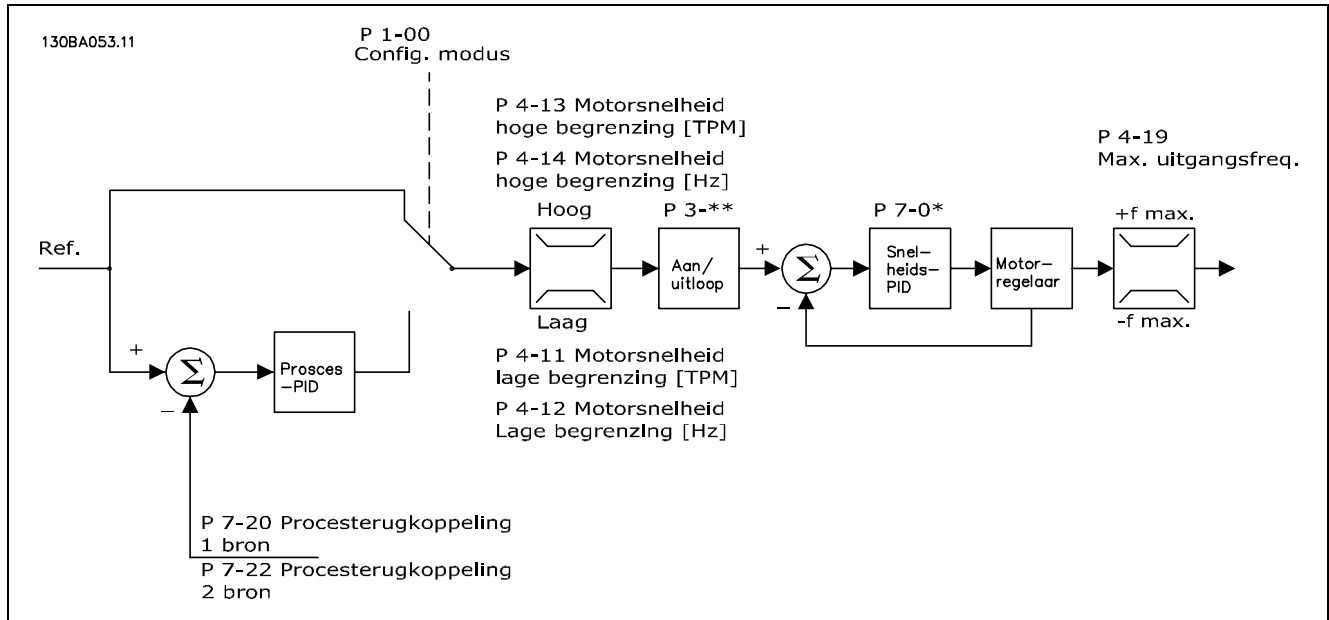 130BA053.11
P 1-00
Config. modus
P 4-13 Motorsnelheid
hoge begrenzing [TPM]
P 4-14 Motorsnelheid
hoge begrenzing [Hz]
P 4-19
Max. uitgangsfreq.
Hoog
P 3-**
P 7-0*
+f max.
Ref.
+
Σ
Aan/
uitloop
Snel-
heids-
PID
Motor-
regelaar
−
Laag
-f max.
+
Σ
Prosces
-PID
−
P 4-11 Motorsnelheid
lage begrenzing [TPM]
P 4-12 Motorsnelheid
Lage begrenzing [Hz]
P 7-20 Procesterugkoppeling
1 bron
P 7-22 Procesterugkoppeling
2 bron